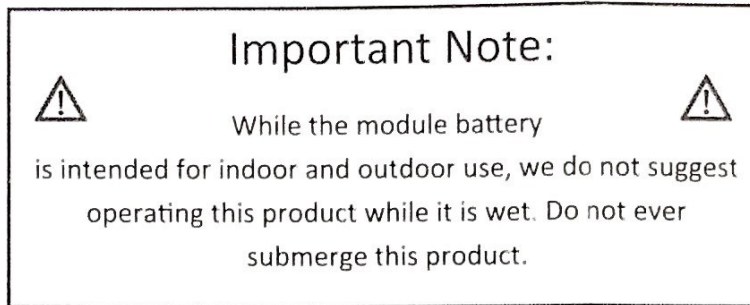 Important Note:
While the module battery
is intended for indoor and outdoor use, we do not suggest
operating this product while it is wet. Do not ever
submerge this product.